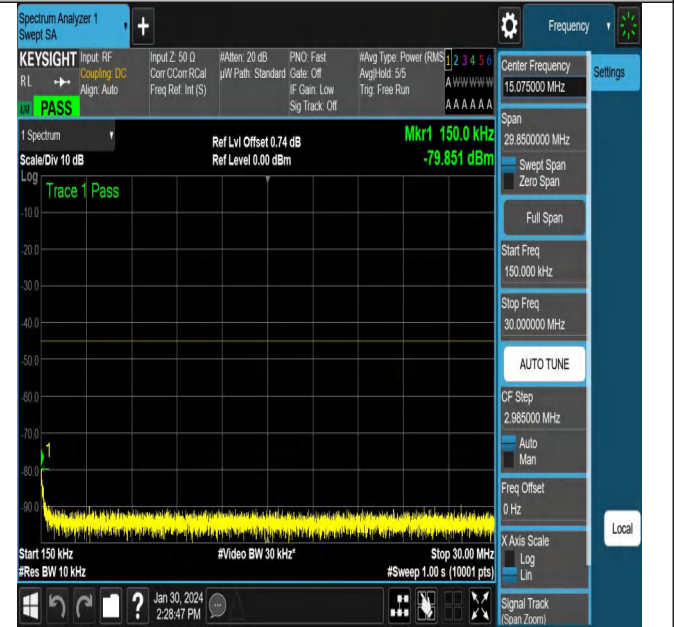 Spectrum Analyzer 1
Swept SA
Frequency
KEYSIGHT
RL
PASS
Input: RF
Coupling: DC
Align: Auto
Input Z: 50 Ω
Corr CCorr RCal
Freq Ref: Int (S)
#Atten: 20 dB
µW Path: Standard
PNO: Fast
Gate: Off
IF Gain: Low
Sig Track: Off
#Avg Type: Power (RMS
Avg|Hold: 5/5
Trig: Free Run
1 2 3 4 5 6
A W W W W W
A A A A A A
1 Spectrum
Scale/Div 10 dB
Ref Lvl Offset 0.74 dB
Ref Level 0.00 dBm
Mkr1 150.0 kHz
-79.851 dBm
Log
Trace 1 Pass
-10.0
-20.0
-30.0
-40.0
-50.0
-60.0
-70.0
1
-80.0
-90.0
Start 150 kHz
#Video BW 30 kHz*
Stop 30.00 MHz
#Res BW 10 kHz
#Sweep 1.00 s (10001 pts)
Jan 30, 2024
2:28:47 PM
Center Frequency
15.075000 MHz
Settings
Span
29.8500000 MHz
Swept Span
Zero Span
Full Span
Start Freq
150.000 kHz
Stop Freq
30.000000 MHz
AUTO TUNE
CF Step
2.985000 MHz
Auto
Man
Freq Offset
0 Hz
Local
X Axis Scale
Log
Lin
Signal Track
(Span Zoom)